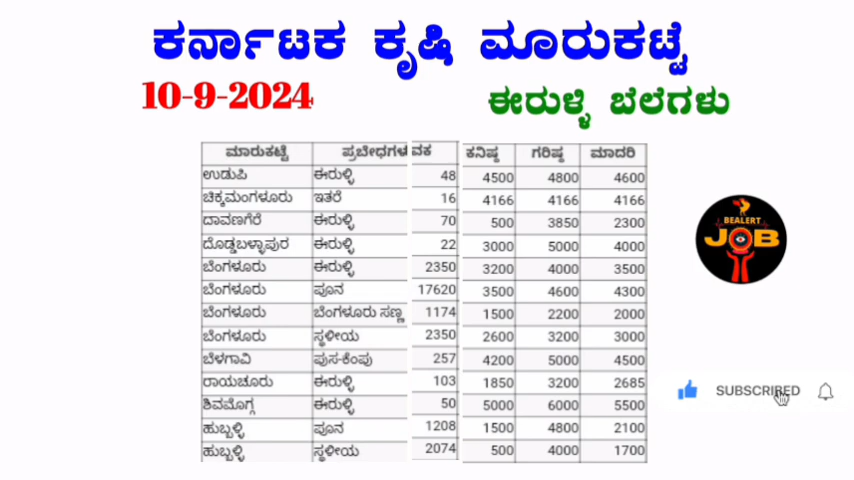 ಕರ್ನಾಟಕ ಕೃಷಿ ಮಾರುಕಟ್ಟೆ
10-9-2024 ಈರುಳ್ಳಿ ಬೆಲೆಗಳು
ಮಾರುಕಟ್ಟೆ ಪ್ರಬೇಧಗಳ ವಕ ಕನಿಷ್ಠ ಗರಿಷ್ಠ ಮಾದರಿ
ಉಡುಪಿ ಈರುಳ್ಳಿ 48 4500 4800 4600
ಚಿಕ್ಕಮಂಗಳೂರು ಇತರೆ 16 4166 4166 4166
ದಾವಣಗೆರೆ ಈರುಳ್ಳಿ 70 500 3850 2300
ದೊಡ್ಡಬಳ್ಳಾಪುರ ಈರುಳ್ಳಿ 22 3000 5000 4000
ಬೆಂಗಳೂರು ಈರುಳ್ಳಿ 2350 3200 4000 3500
ಬೆಂಗಳೂರು ಪೂನ 17620 3500 4600 4300
ಬೆಂಗಳೂರು ಬೆಂಗಳೂರು ಸಣ್ಣ 1174 1500 2200 2000
ಬೆಂಗಳೂರು ಸ್ಥಳೀಯ 2350 2600 3200 3000
ಬೆಳಗಾವಿ ಪುಸ-ಕೆಂಪು 257 4200 5000 4500
ರಾಯಚೂರು ಈರುಳ್ಳಿ 103 1850 3200 2685
ಶಿವಮೊಗ್ಗ ಈರುಳ್ಳಿ 50 5000 6000 5500
ಹುಬ್ಬಳ್ಳಿ ಪೂನ 1208 1500 4800 2100
ಹುಬ್ಬಳ್ಳಿ ಸ್ಥಳೀಯ 2074 500 4000 1700
BEALERT
JOB
SUBSCRIBED